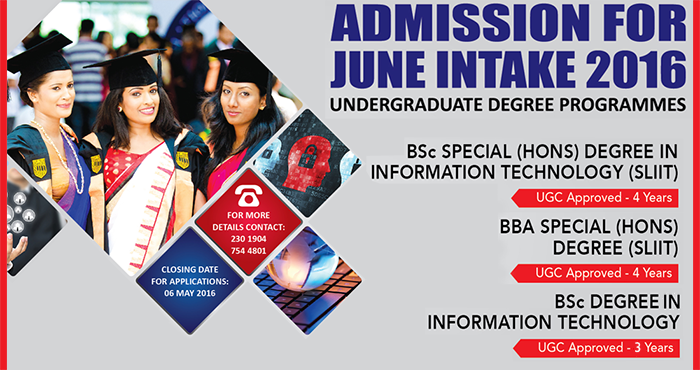 ADMISSION FOR
JUNE INTAKE 2016
UNDERGRADUATE DEGREE PROGRAMMES
BSc SPECIAL (HONS) DEGREE IN
INFORMATION TECHNOLOGY (SLIIT)
UGC Approved - 4 Years
BBA SPECIAL (HONS)
DEGREE (SLIIT)
UGC Approved - 4 Years
BSc DEGREE IN
INFORMATION TECHNOLOGY
UGC Approved - 3 Years
FOR MORE
DETAILS CONTACT:
230 1904
754 4801
CLOSING DATE
FOR APPLICATIONS:
06 MAY 2016